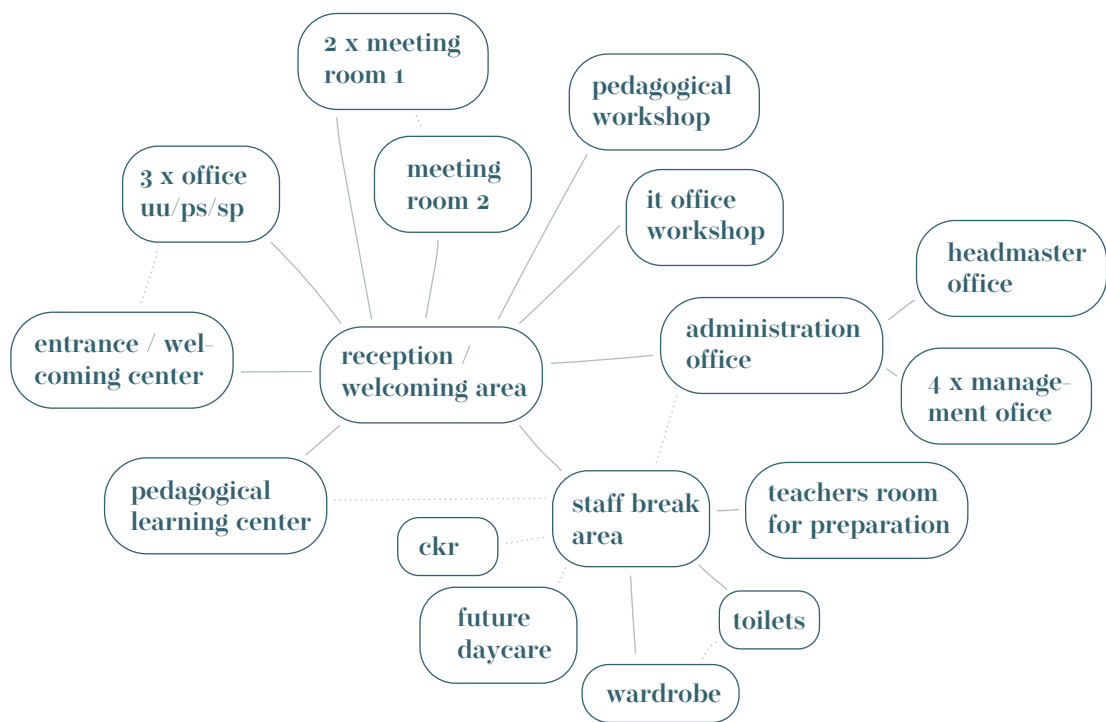 2 x meeting
room 1
pedagogical
workshop
meeting
room 2
3 x office
uu/ps/sp
it office
workshop
headmaster
office
entrance / wel-
coming center
reception /
welcoming area
administration
office
4 x manage-
ment ofice
pedagogical
learning center
staff break
area
teachers room
for preparation
ckr
future
daycare
toilets
wardrobe